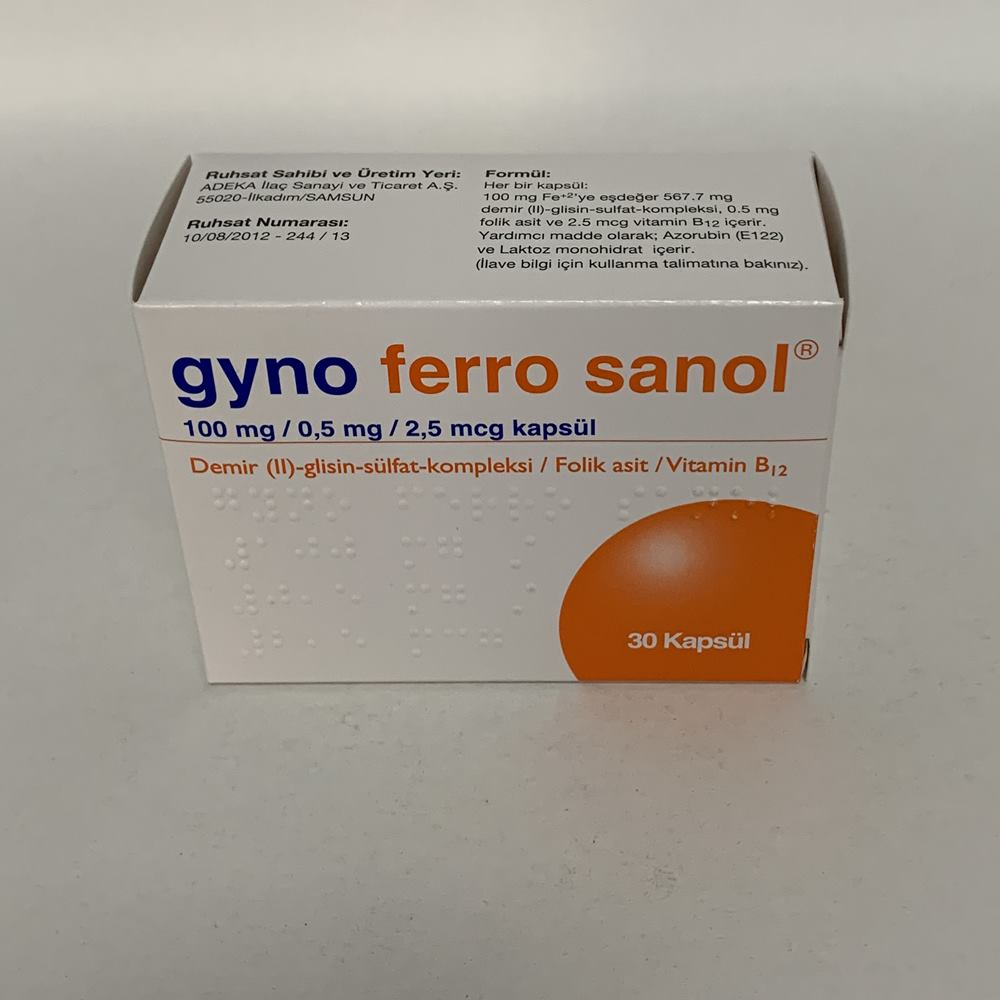 Ruhsat Sahibi ve Üretim Yeri:
ADEKA İlaç Sanayi ve Ticaret A.Ş.
55020-İlkadım/SAMSUN
Ruhsat Numarası:
10/08/2012 - 244 / 13
Formül:
Her bir kapsül:
100 mg Fe⁺²'ye eşdeğer 567.7 mg
demir (II)-glisin-sulfat-kompleksi, 0.5 mg
folik asit ve 2.5 mcg vitamin B₁₂ içerir.
Yardımcı madde olarak; Azorubin (E122)
ve Laktoz monohidrat içerir.
(İlave bilgi için kullanma talimatına bakınız).
gyno ferro sanol®
100 mg / 0,5 mg / 2,5 mcg kapsül
Demir (II)-glisin-sülfat-kompleksi / Folik asit / Vitamin B₁₂
30 Kapsül